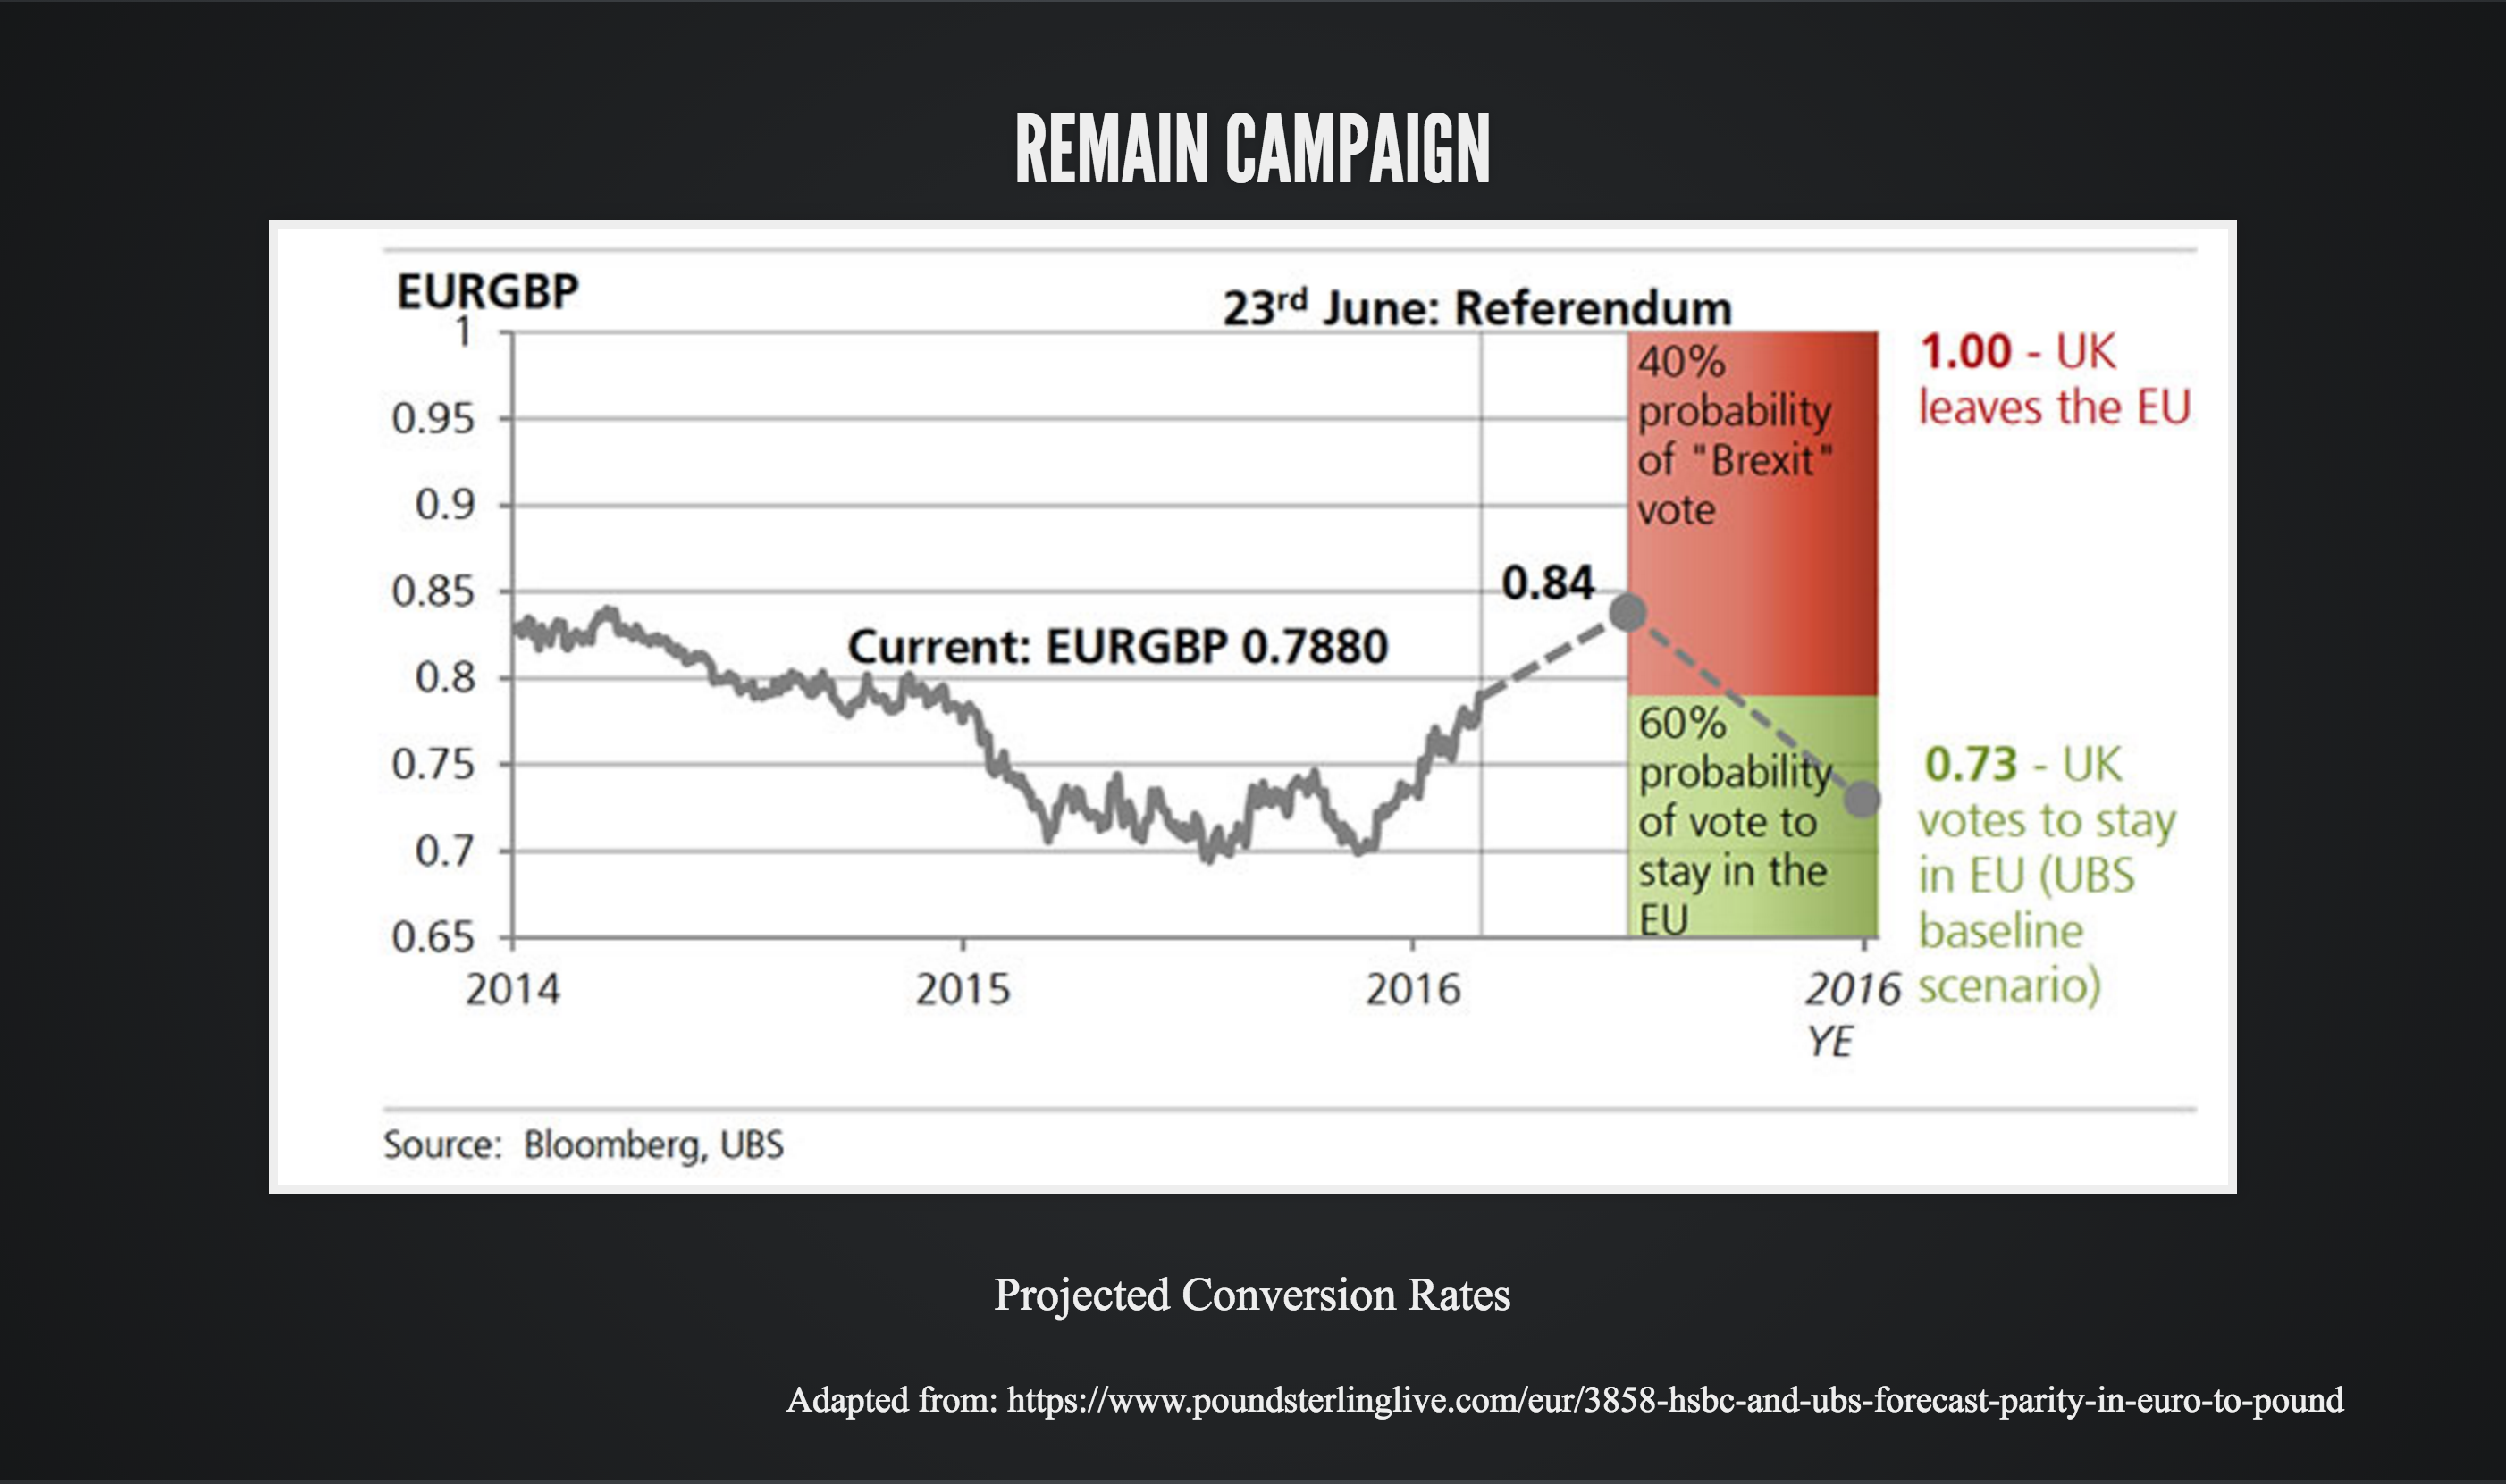 REMAIN CAMPAIGN
EURGBP
23rd June: Referendum
1
0.95
0.9
0.85
0.8
0.75
0.7
0.65
2014
2015
2016
2016
YE
Current: EURGBP 0.7880
0.84
40%
probability
of "Brexit"
vote
60%
probability
of vote to
stay in the
EU
1.00 - UK
leaves the EU
0.73 - UK
votes to stay
in EU (UBS
baseline
scenario)
Source: Bloomberg, UBS
Projected Conversion Rates
Adapted from: https://www.poundsterlinglive.com/eur/3858-hsbc-and-ubs-forecast-parity-in-euro-to-pound